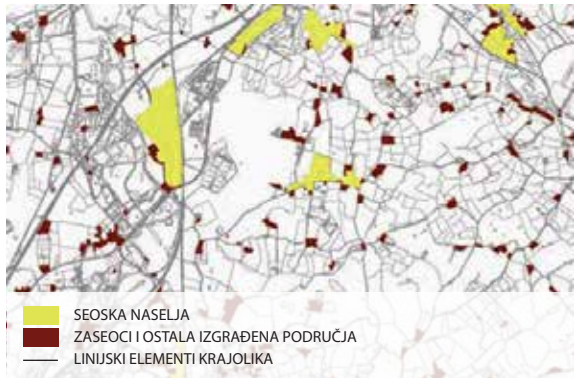 SEOSKA NASELJA
ZASEOCI I OSTALA IZGRAĐENA PODRUČJA
LINIJSKI ELEMENTI KRAJOLIKA